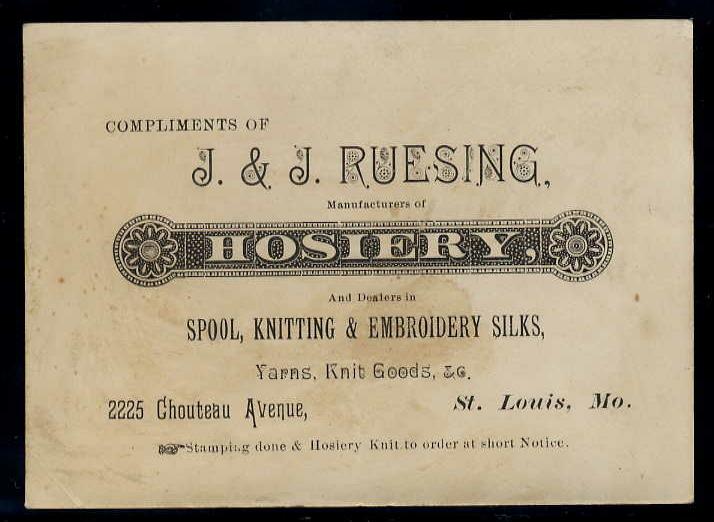 COMPLIMENTS OF
J. & J. RUESING,
Manufacturers of
HOSIERY,
And Dealers in
SPOOL, KNITTING & EMBROIDERY SILKS,
Yarns, Knit Goods, &c.
2225 Chouteau Avenue, St. Louis, Mo.
☞Stamping done & Hosiery Knit to order at short Notice.